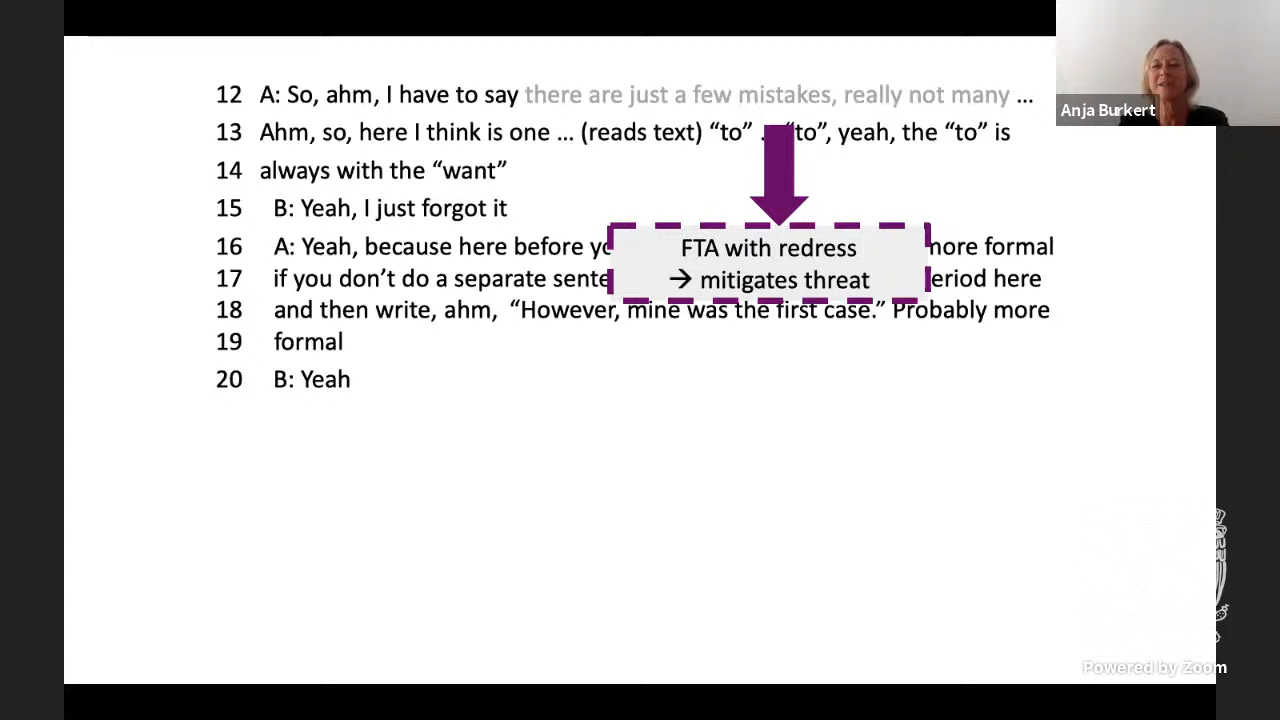 12 A: So, ahm, I have to say there are just a few mistakes, really not many ...
13 Ahm, so, here I think is one ... (reads text) “to” “to”, yeah, the “to” is
14 always with the “want”
15 B: Yeah, I just forgot it
16 A: Yeah, because here before more formal
17 if you don’t do a separate here
18 and then write, ahm, “However, mine was the first case.” Probably more
19 formal
20 B: Yeah
FTA with redress
→ mitigates threat
Anja Burkert
Powered by Zoom